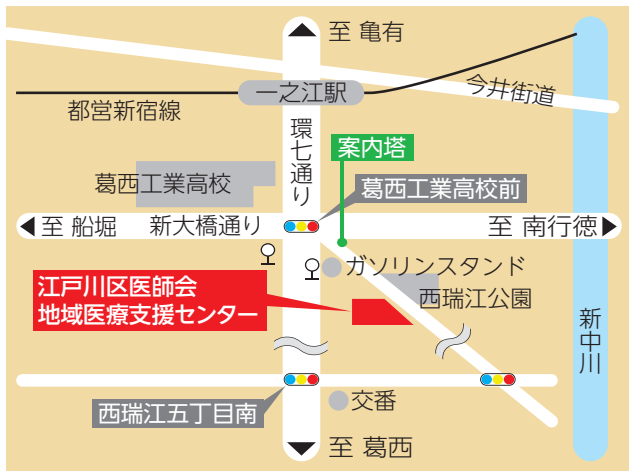 至 亀有
一之江駅
今井街道
都営新宿線
環七通り
案内塔
葛西工業高校
葛西工業高校前
至 船堀
新大橋通り
至 南行徳
ガソリンスタンド
江戸川区医師会
地域医療支援センター
西瑞江公園
新中川
西瑞江五丁目南
交番
至 葛西